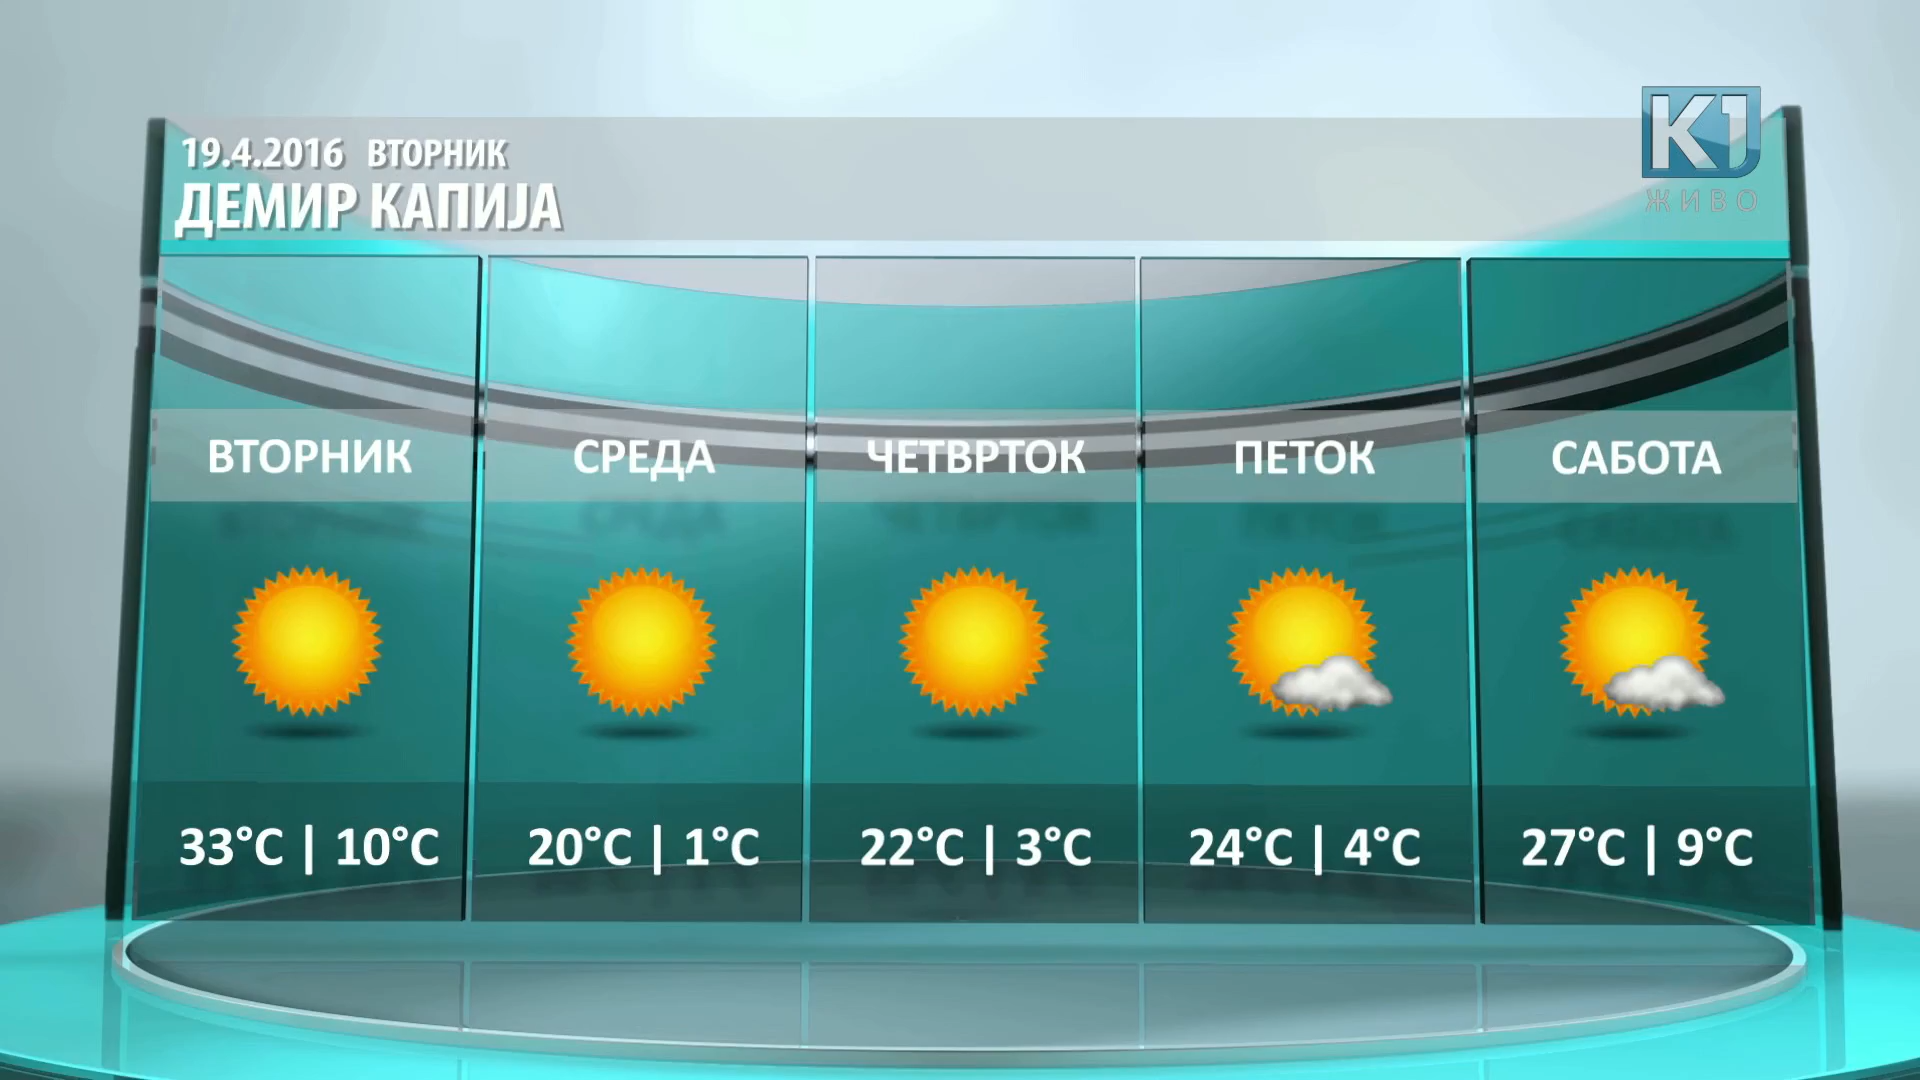 19.4.2016 ВТОРНИК
ДЕМИР КАПИЈА
К1
ЖИВО
ВТОРНИК
СРЕДА
ЧЕТВРТОК
ПЕТОК
САБОТА
33°C | 10°C
20°C | 1°C
22°C | 3°C
24°C | 4°C
27°C | 9°C